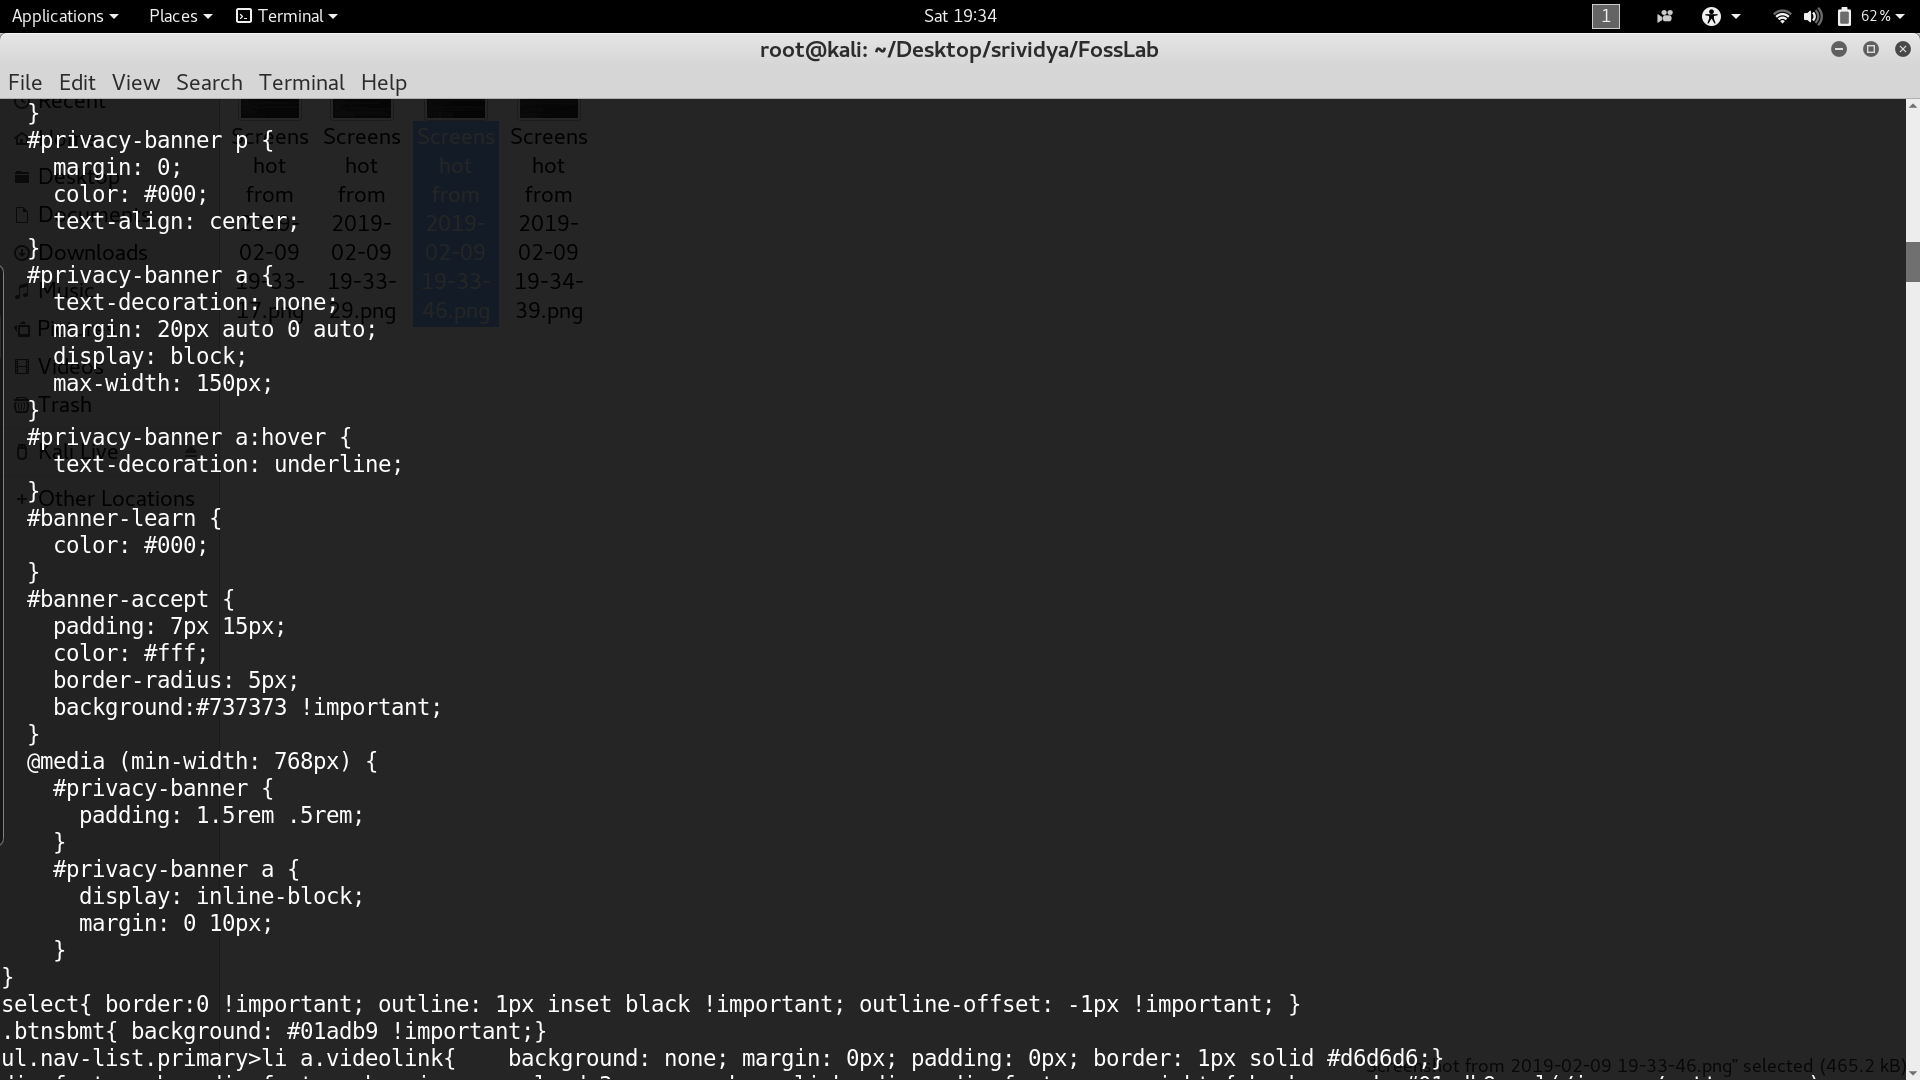 Applications Places Terminal Sat 19:34 1 62%
root@kali: ~/Desktop/srividya/FossLab
File Edit View Search Terminal Help
}
#privacy-banner p {
margin: 0;
color: #000;
text-align: center;
}
#privacy-banner a {
text-decoration: none;
margin: 20px auto 0 auto;
display: block;
max-width: 150px;
}
#privacy-banner a:hover {
text-decoration: underline;
}
#banner-learn {
color: #000;
}
#banner-accept {
padding: 7px 15px;
color: #fff;
border-radius: 5px;
background:#737373 !important;
}
@media (min-width: 768px) {
#privacy-banner {
padding: 1.5rem .5rem;
}
#privacy-banner a {
display: inline-block;
margin: 0 10px;
}
}
select{ border:0 !important; outline: 1px inset black !important; outline-offset: -1px !important; }
.btnsbmt{ background: #01adb9 !important;}
ul.nav-list.primary>li a.videolink{    background: none; margin: 0px; padding: 0px; border: 1px solid #d6d6d6;}
Recent
Desktop
Downloads
Videos
Trash
Kali Live
Other Locations
Screens
hot
from
2019-
02-09
19-33-
17.png
Screens
hot
from
2019-
02-09
19-33-
29.png
Screens
hot
from
2019-
02-09
19-33-
46.png
Screens
hot
from
2019-
02-09
19-34-
39.png
shot from 2019-02-09 19-33-46.png" selected (465.2 kB)